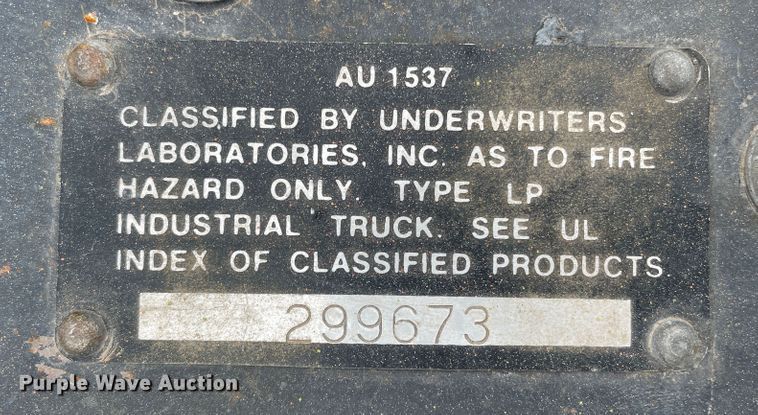 AU 1537
CLASSIFIED BY UNDERWRITERS
LABORATORIES, INC. AS TO FIRE
HAZARD ONLY. TYPE LP
INDUSTRIAL TRUCK. SEE UL
INDEX OF CLASSIFIED PRODUCTS
299673
Purple Wave Auction